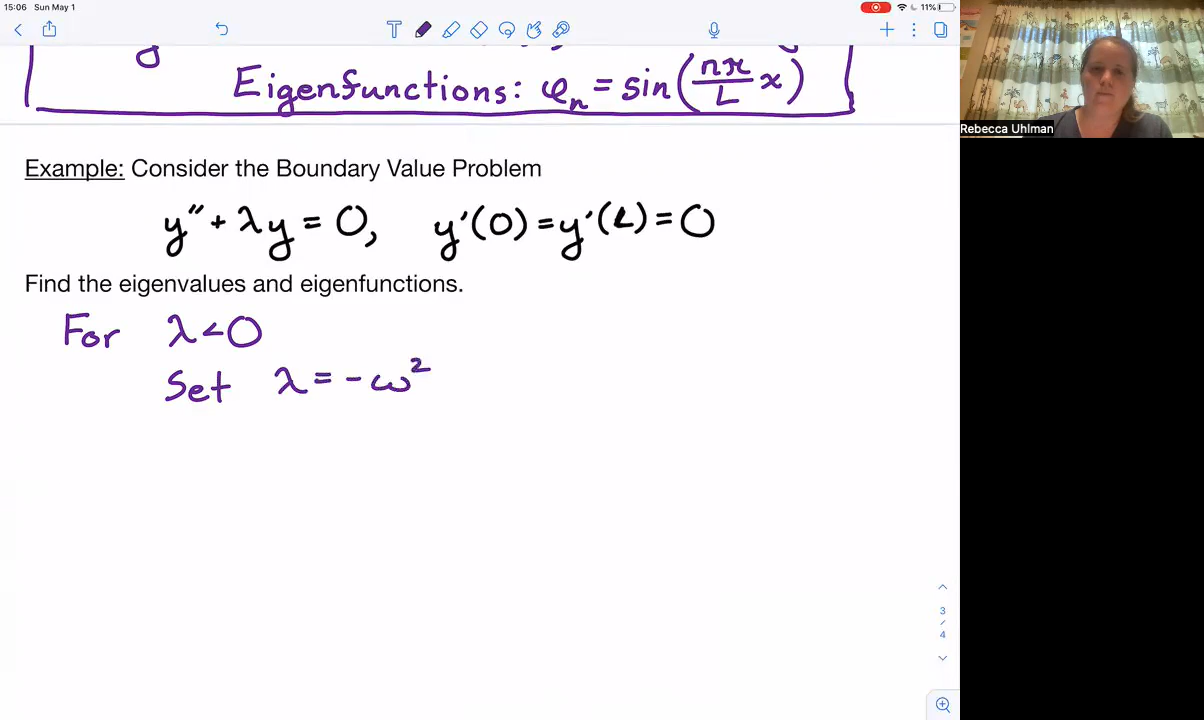 15:06 Sun May 1
11%
Eigenfunctions: φₙ = sin(nπ/L x)
Rebecca Uhlman
Example: Consider the Boundary Value Problem
y″ + λy = 0, y′(0) = y′(L) = 0
Find the eigenvalues and eigenfunctions.
For λ < 0
Set λ = -ω²
3
/
4